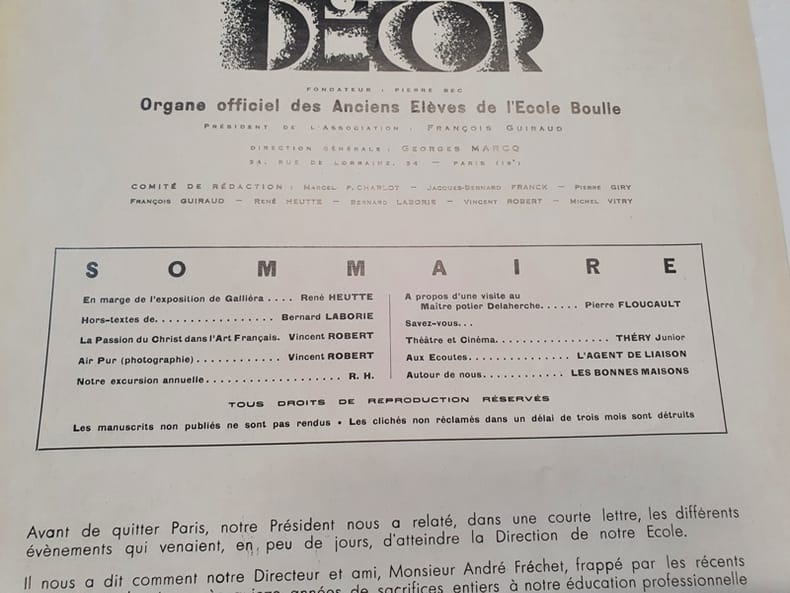 DÉCOR
FONDATEUR : PIERRE BEC
Organe officiel des Anciens Elèves de l'Ecole Boulle
PRÉSIDENT DE L'ASSOCIATION : FRANÇOIS GUIRAUD
DIRECTION GÉNÉRALE : GEORGES MARCQ
34, RUE DE LORRAINE, 34 — PARIS (19e)
COMITÉ DE RÉDACTION : MARCEL P. CHARLOT — JACQUES-BERNARD FRANCK — PIERRE GIRY
FRANÇOIS GUIRAUD — RENÉ HEUTTE — BERNARD LABORIE — VINCENT ROBERT — MICHEL VITRY
SOMMAIRE
En marge de l'exposition de Galliéra .... René HEUTTE
Hors-textes de................. Bernard LABORIE
La Passion du Christ dans l'Art Français. Vincent ROBERT
Air Pur (photographie)............ Vincent ROBERT
Notre excursion annuelle.................... R. H.
A propos d'une visite au
Maître potier Delaherche...... Pierre FLOUCAULT
Savez-vous...
Théâtre et Cinéma................. THÉRY Junior
Aux Ecoutes............... L'AGENT DE LIAISON
Autour de nous............ LES BONNES MAISONS
TOUS DROITS DE REPRODUCTION RÉSERVÉS
Les manuscrits non publiés ne sont pas rendus • Les clichés non réclamés dans un délai de trois mois sont détruits
Avant de quitter Paris, notre Président nous a relaté, dans une courte lettre, les différents
évènements qui venaient, en peu de jours, d'atteindre la Direction de notre Ecole.
Il nous a dit comment notre Directeur et ami, Monsieur André Fréchet, frappé par les récents
années de sacrifices entiers à notre éducation professionnelle